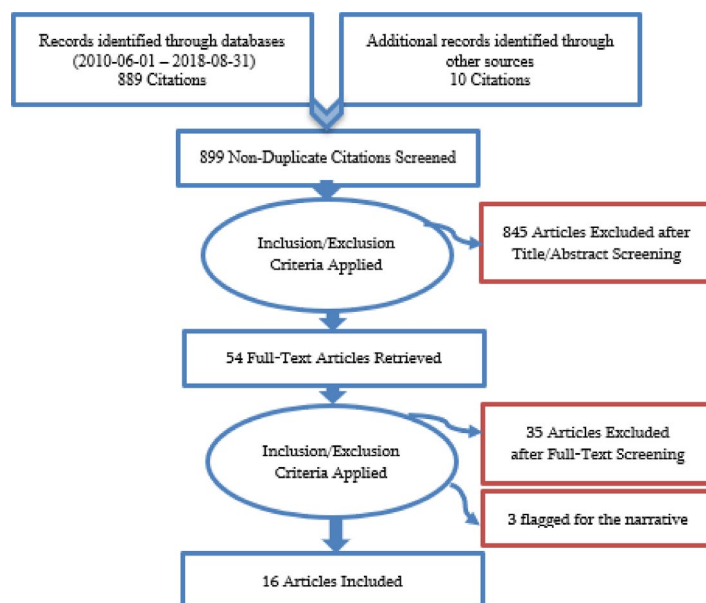 Records identified through databases
(2010-06-01 – 2018-08-31)
889 Citations
Additional records identified through
other sources
10 Citations
899 Non-Duplicate Citations Screened
Inclusion/Exclusion
Criteria Applied
845 Articles Excluded after
Title/Abstract Screening
54 Full-Text Articles Retrieved
Inclusion/Exclusion
Criteria Applied
35 Articles Excluded
after Full-Text Screening
3 flagged for the narrative
16 Articles Included